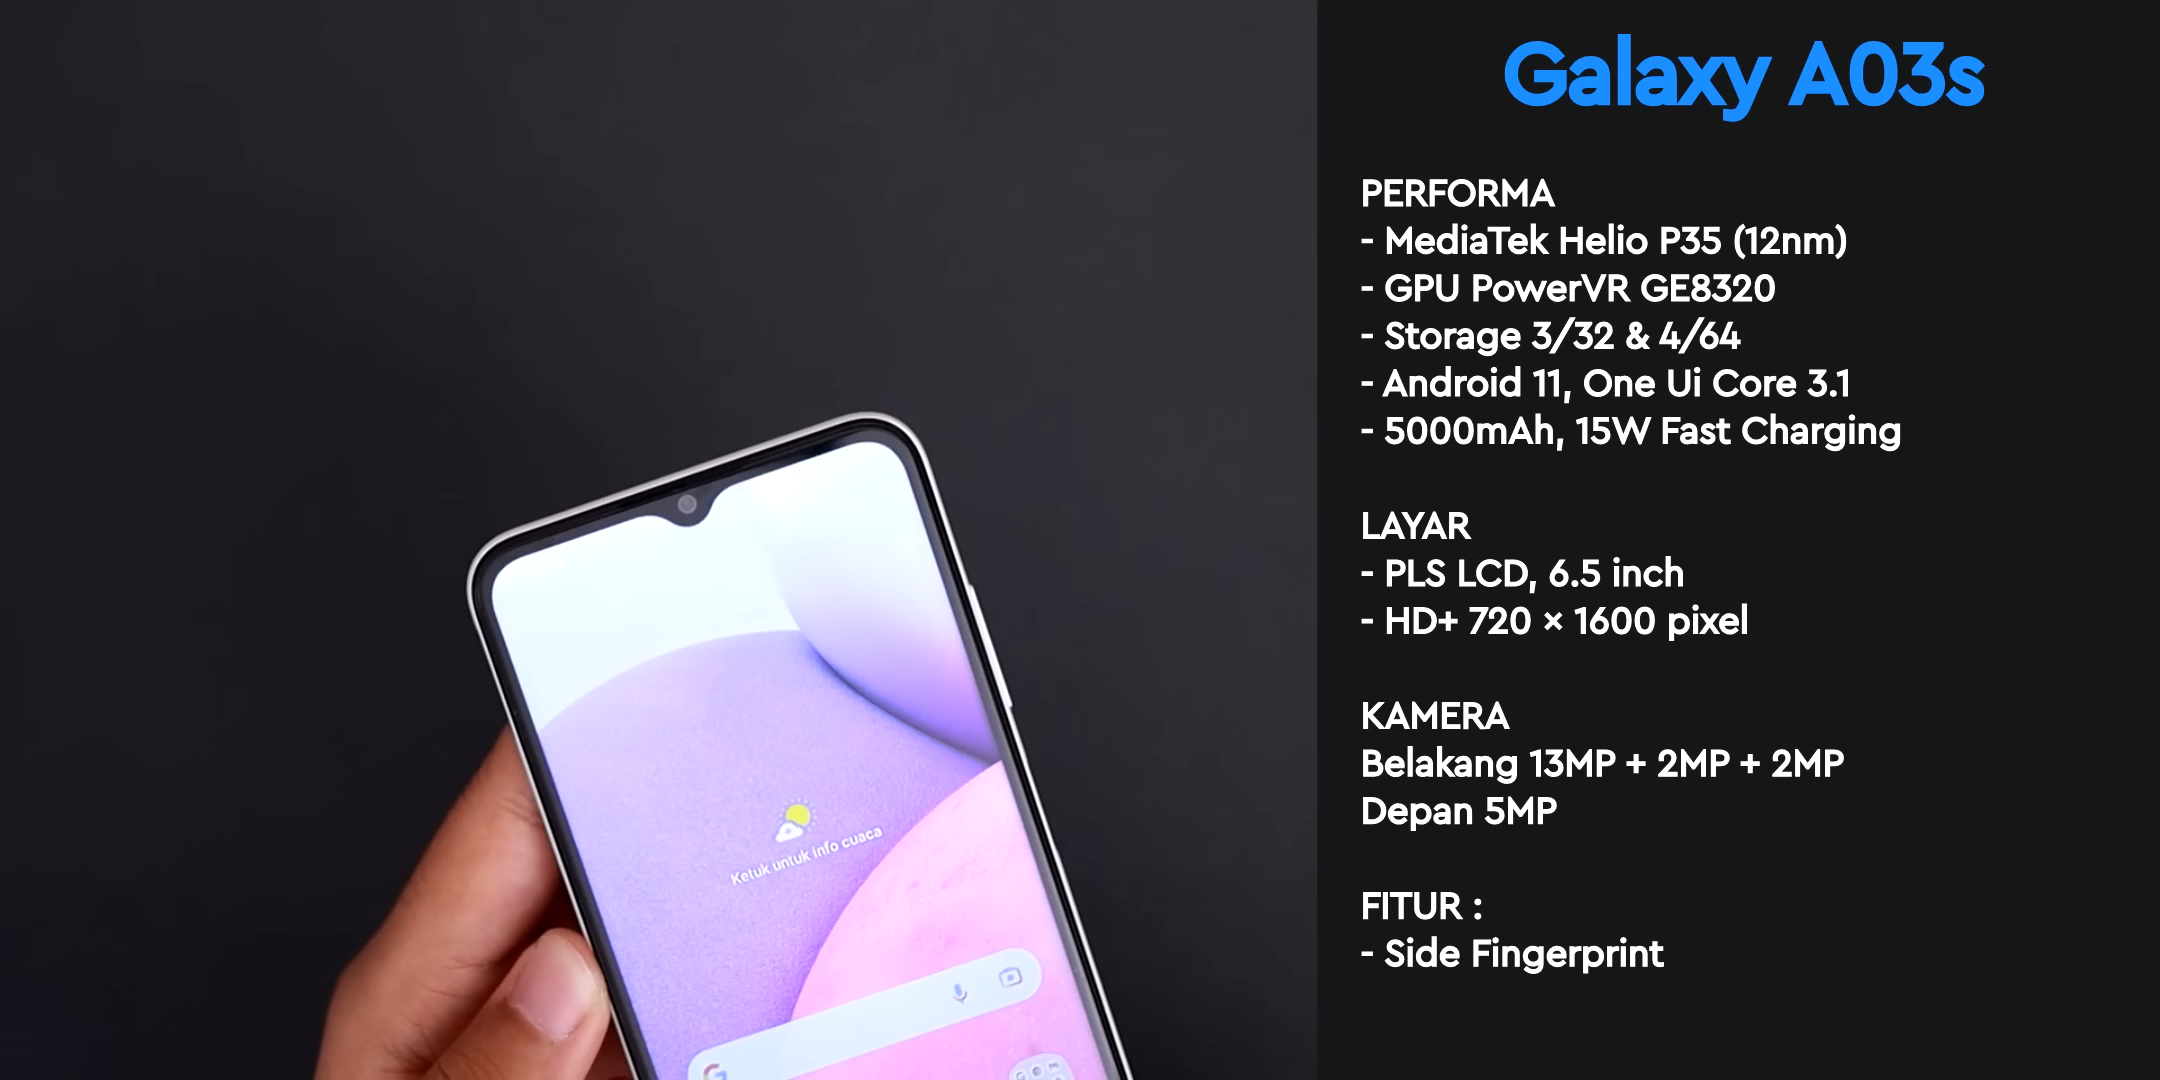 Galaxy A03s
PERFORMA
- MediaTek Helio P35 (12nm)
- GPU PowerVR GE8320
- Storage 3/32 & 4/64
- Android 11, One Ui Core 3.1
- 5000mAh, 15W Fast Charging
LAYAR
- PLS LCD, 6.5 inch
- HD+ 720 × 1600 pixel
KAMERA
Belakang 13MP + 2MP + 2MP
Depan 5MP
FITUR :
- Side Fingerprint
Ketuk untuk info cuaca
G